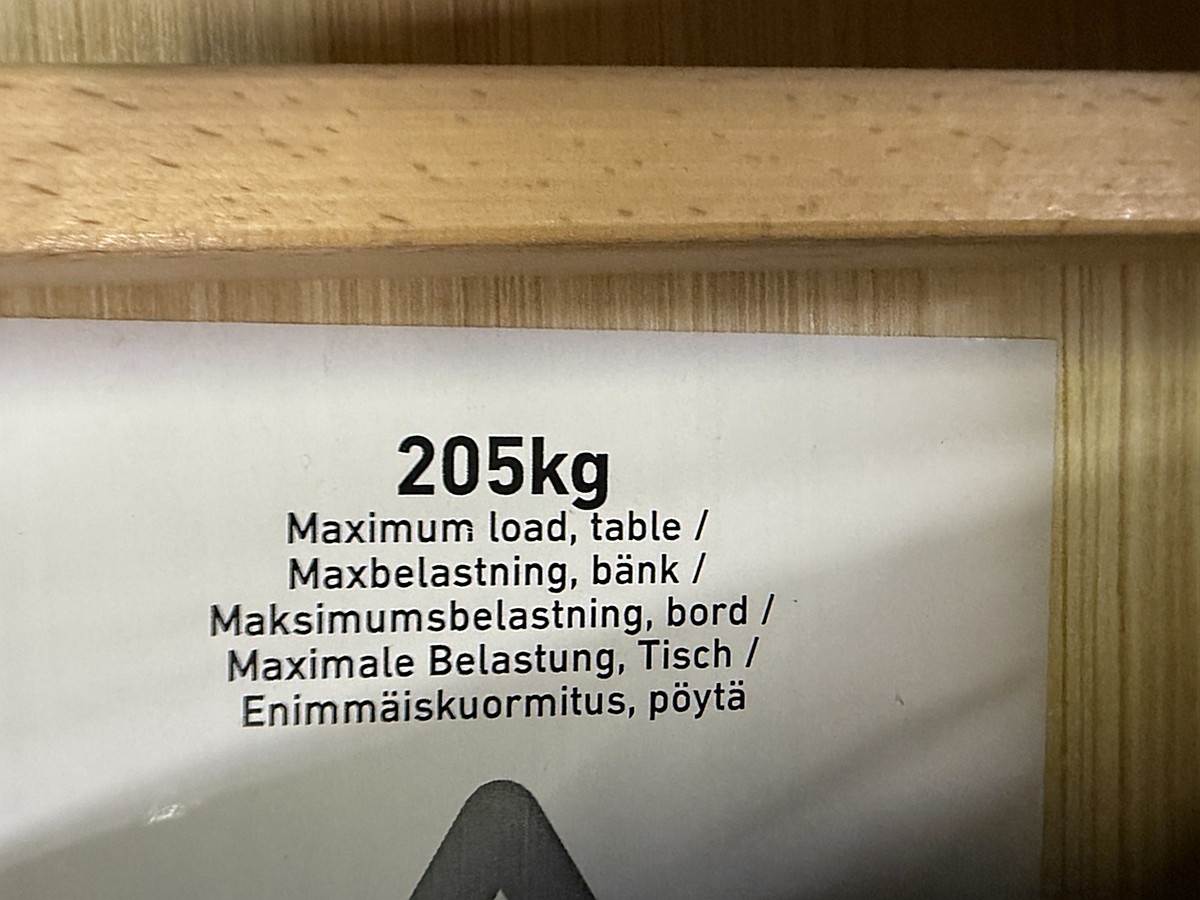 205kg
Maximum load, table /
Maxbelastning, bänk /
Maksimumsbelastning, bord /
Maximale Belastung, Tisch /
Enimmäiskuormitus, pöytä